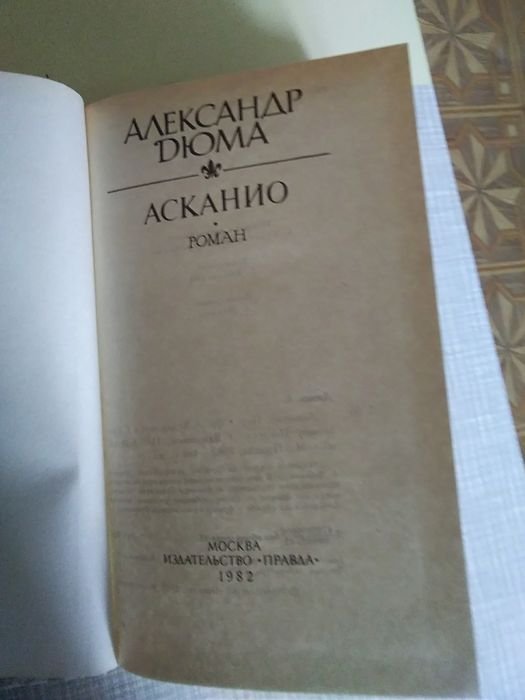 АЛЕКСАНДР
ДЮМА
АСКАНИО
РОМАН
МОСКВА
ИЗДАТЕЛЬСТВО «ПРАВДА»
1982